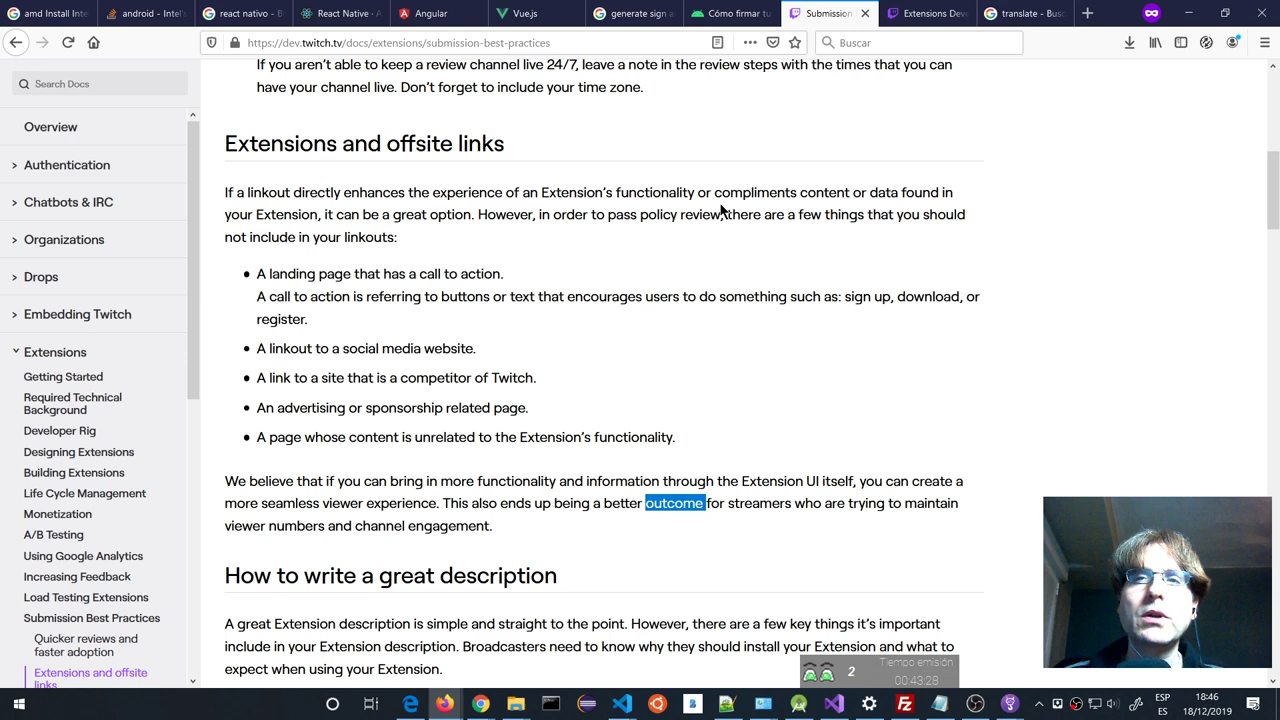 and Install Inte
android - Intel's
react nativo - B
React Native · A
Angular
Vue.js
generate sign a
Cómo firmar tu
Submission
Extensions Dev
translate - Busc
https://dev.twitch.tv/docs/extensions/submission-best-practices
Buscar
Search Docs
Overview
Authentication
Chatbots & IRC
Organizations
Drops
Embedding Twitch
Extensions
Getting Started
Required Technical
Background
Developer Rig
Designing Extensions
Building Extensions
Life Cycle Management
Monetization
A/B Testing
Using Google Analytics
Increasing Feedback
Load Testing Extensions
Submission Best Practices
Quicker reviews and
faster adoption
Extensions and offsite
links
If you aren't able to keep a review channel live 24/7, leave a note in the review steps with the times that you can
have your channel live. Don't forget to include your time zone.
Extensions and offsite links
If a linkout directly enhances the experience of an Extension's functionality or compliments content or data found in
your Extension, it can be a great option. However, in order to pass policy review, there are a few things that you should
not include in your linkouts:
A landing page that has a call to action.
A call to action is referring to buttons or text that encourages users to do something such as: sign up, download, or
register.
A linkout to a social media website.
A link to a site that is a competitor of Twitch.
An advertising or sponsorship related page.
A page whose content is unrelated to the Extension's functionality.
We believe that if you can bring in more functionality and information through the Extension UI itself, you can create a
more seamless viewer experience. This also ends up being a better outcome for streamers who are trying to maintain
viewer numbers and channel engagement.
How to write a great description
A great Extension description is simple and straight to the point. However, there are a few key things it's important
include in your Extension description. Broadcasters need to know why they should install your Extension and what to
expect when using your Extension.
2
Tiempo emisión
00:43:28
ESP
ES
18:46
18/12/2019